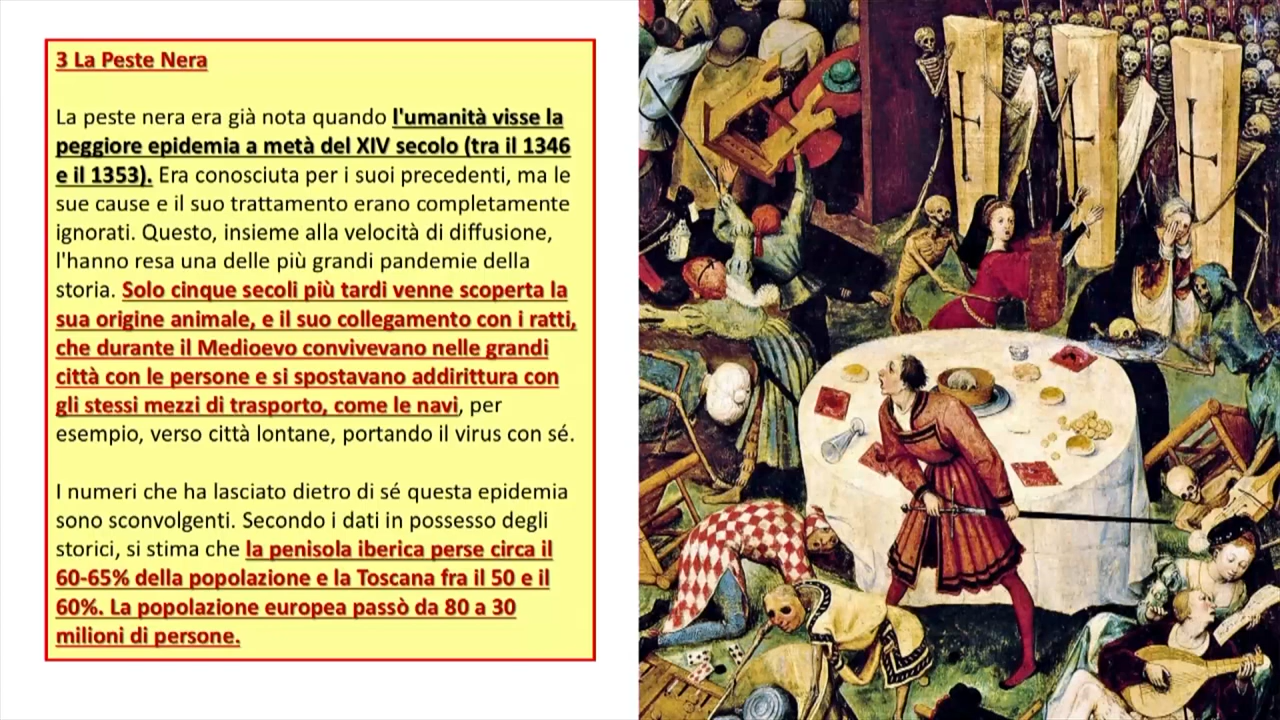 3 La Peste Nera
La peste nera era già nota quando l'umanità visse la
peggiore epidemia a metà del XIV secolo (tra il 1346
e il 1353). Era conosciuta per i suoi precedenti, ma le
sue cause e il suo trattamento erano completamente
ignorati. Questo, insieme alla velocità di diffusione,
l'hanno resa una delle più grandi pandemie della
storia. Solo cinque secoli più tardi venne scoperta la
sua origine animale, e il suo collegamento con i ratti,
che durante il Medioevo convivevano nelle grandi
città con le persone e si spostavano addirittura con
gli stessi mezzi di trasporto, come le navi, per
esempio, verso città lontane, portando il virus con sé.
I numeri che ha lasciato dietro di sé questa epidemia
sono sconvolgenti. Secondo i dati in possesso degli
storici, si stima che la penisola iberica perse circa il
60-65% della popolazione e la Toscana fra il 50 e il
60%. La popolazione europea passò da 80 a 30
milioni di persone.